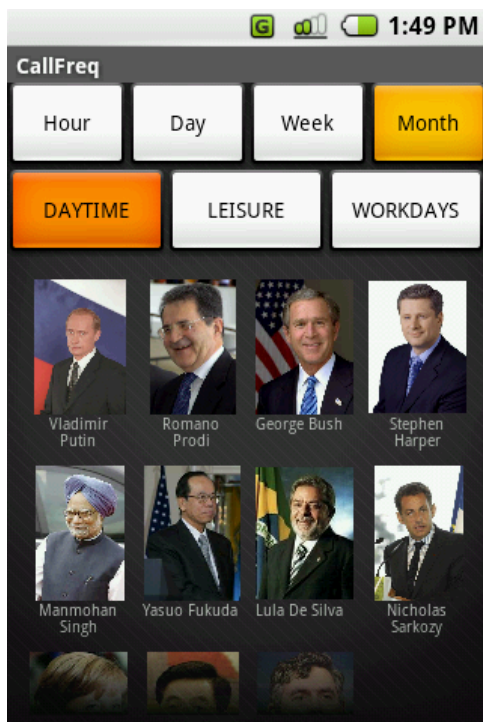 G 1:49 PM
CallFreq
Hour Day Week Month
DAYTIME LEISURE WORKDAYS
Vladimir Romano George Bush Stephen
Putin Prodi Harper
Manmohan Yasuo Fukuda Lula De Silva Nicholas
Singh Sarkozy